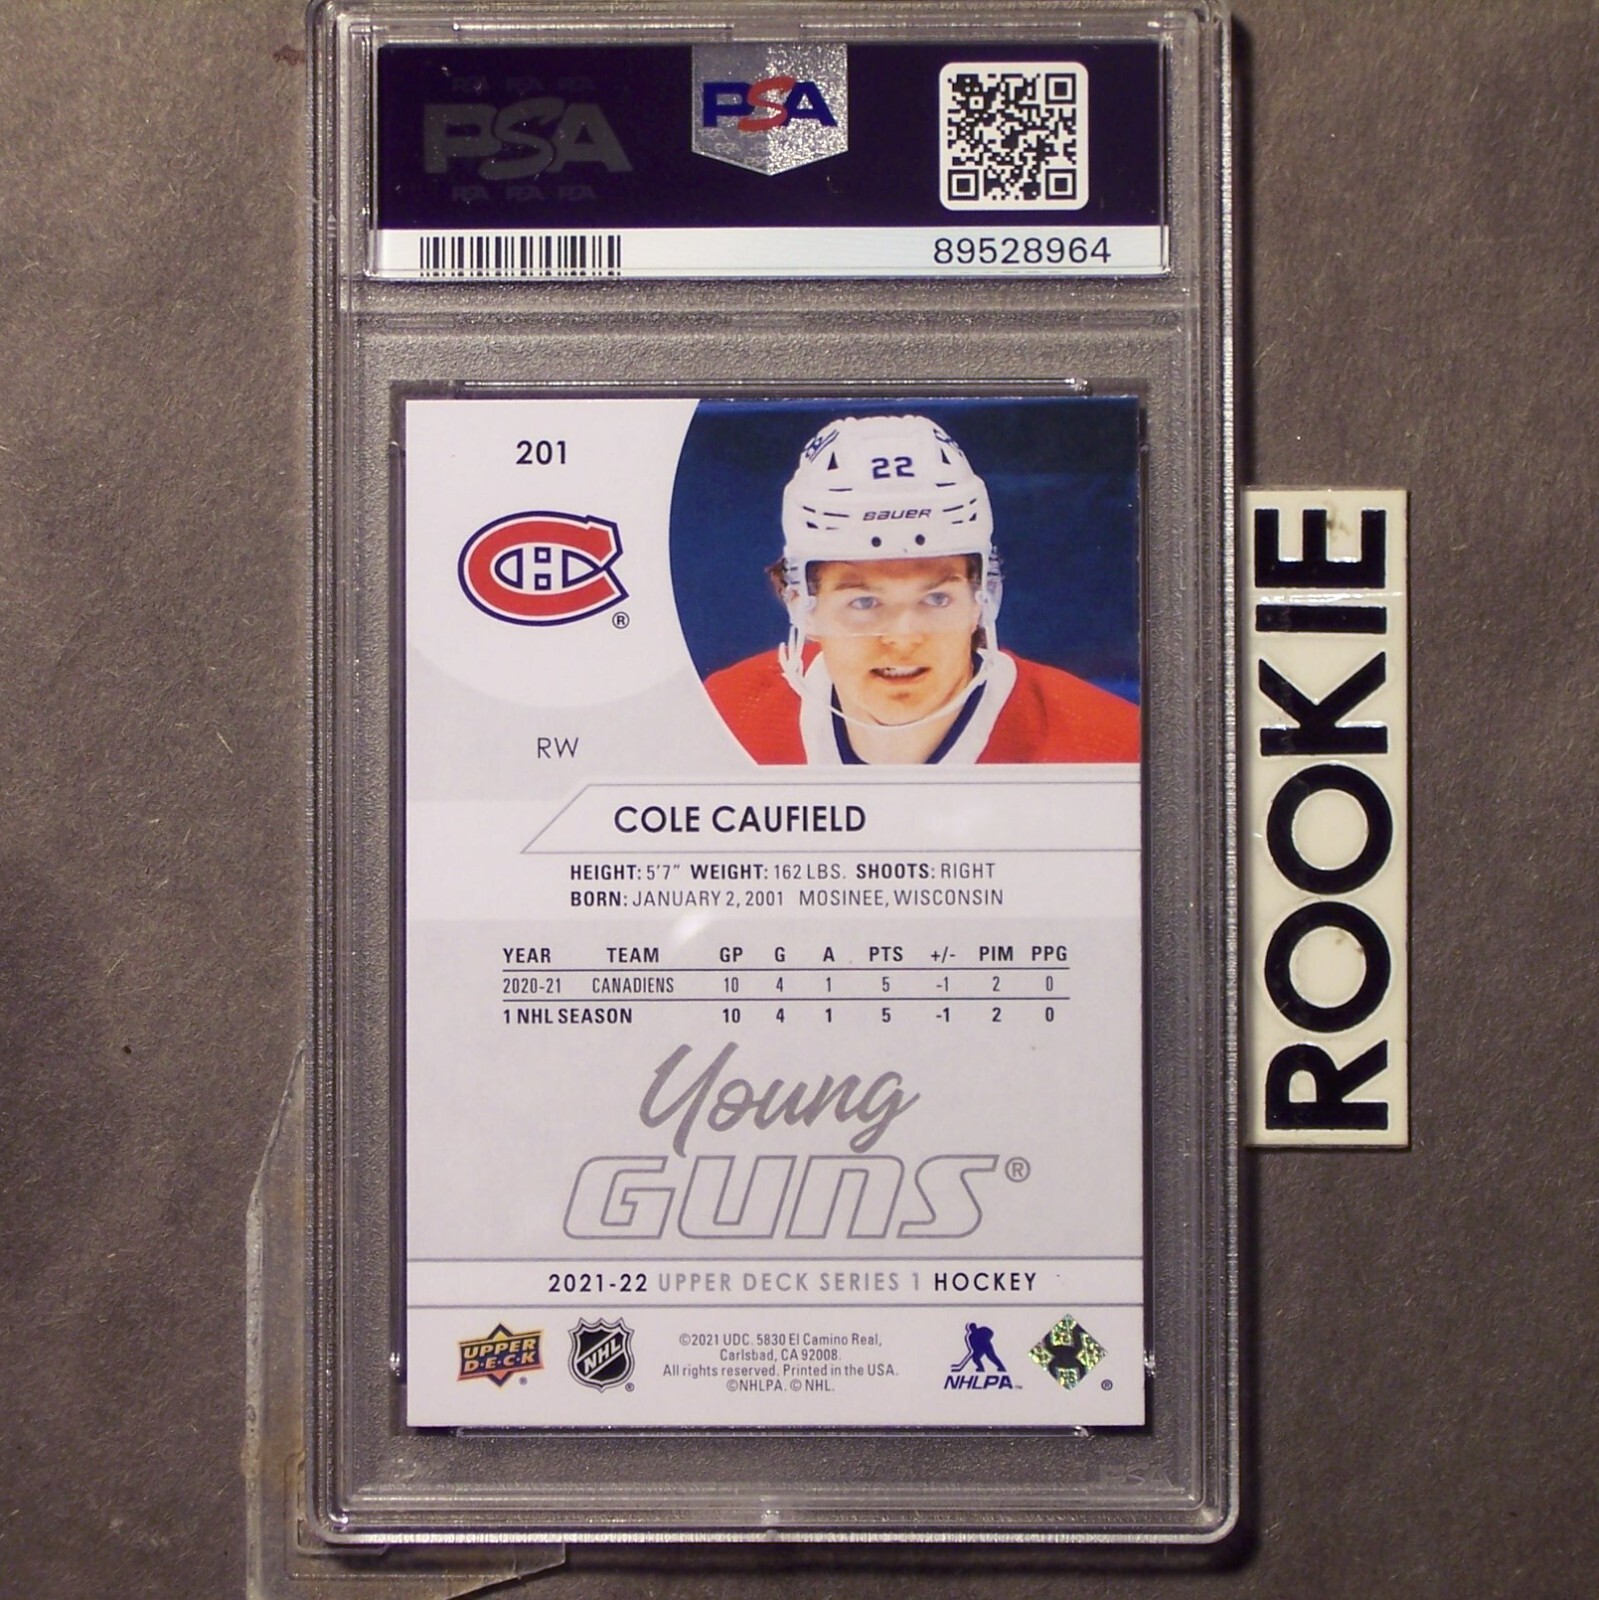 PSA
PSA
89528964
201
22
BAUER
®
RW
COLE CAUFIELD
HEIGHT: 5'7" WEIGHT: 162 LBS. SHOOTS: RIGHT
BORN: JANUARY 2, 2001 MOSINEE, WISCONSIN
YEAR TEAM GP G A PTS +/- PIM PPG
2020-21 CANADIENS 10 4 1 5 -1 2 0
1 NHL SEASON 10 4 1 5 -1 2 0
Young
GUNS®
2021-22 UPPER DECK SERIES 1 HOCKEY
UPPER
D·E·C·K
®
NHL
®
©2021 UDC. 5830 El Camino Real,
Carlsbad, CA 92008.
All rights reserved. Printed in the USA.
©NHLPA. © NHL.
NHLPA™
®
PSA
ROOKIE